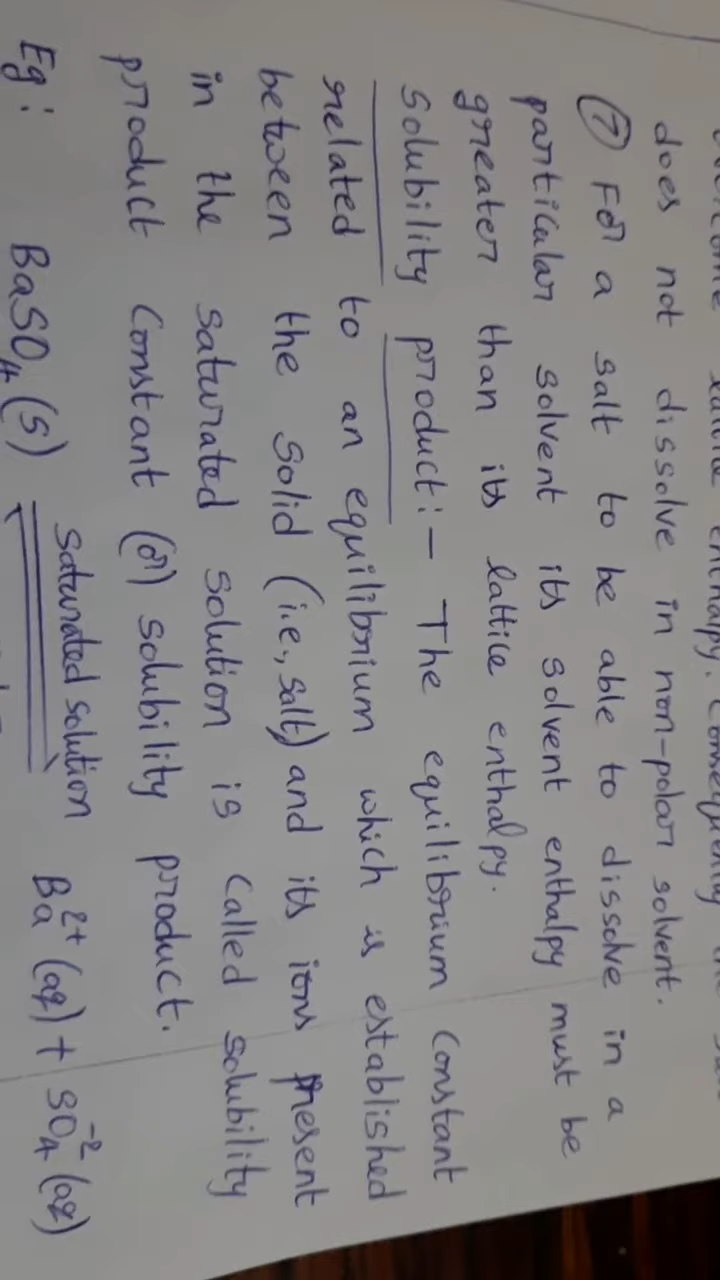 enthalpy. Consequently
does not dissolve in non-polar solvent.
⑦ For a salt to be able to dissolve in a
particular solvent its solvent enthalpy must be
greater than its lattice enthalpy.
Solubility product:- The equilibrium constant
related to an equilibrium which is established
between the solid (i.e., salt) and its ions present
in the saturated solution is called solubility
product constant (or) solubility product.
Eg: BaSO₄(s) saturated solution Ba²⁺(aq) + SO₄⁻²(aq)